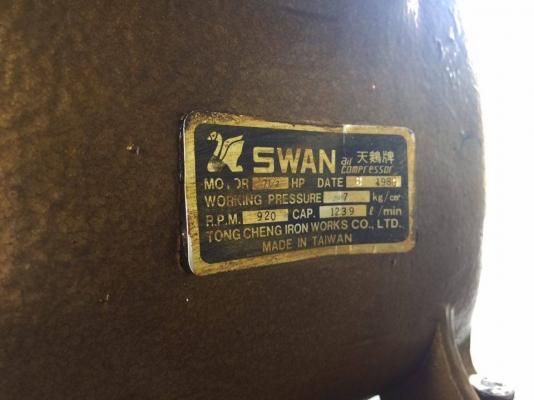 SWAN air compressor 天鵝牌
MOTOR HP DATE
WORKING PRESSURE 7 kg/cm²
R.P.M. 920 CAP. 1239 ℓ/min
TONG CHENG IRON WORKS CO., LTD.
MADE IN TAIWAN